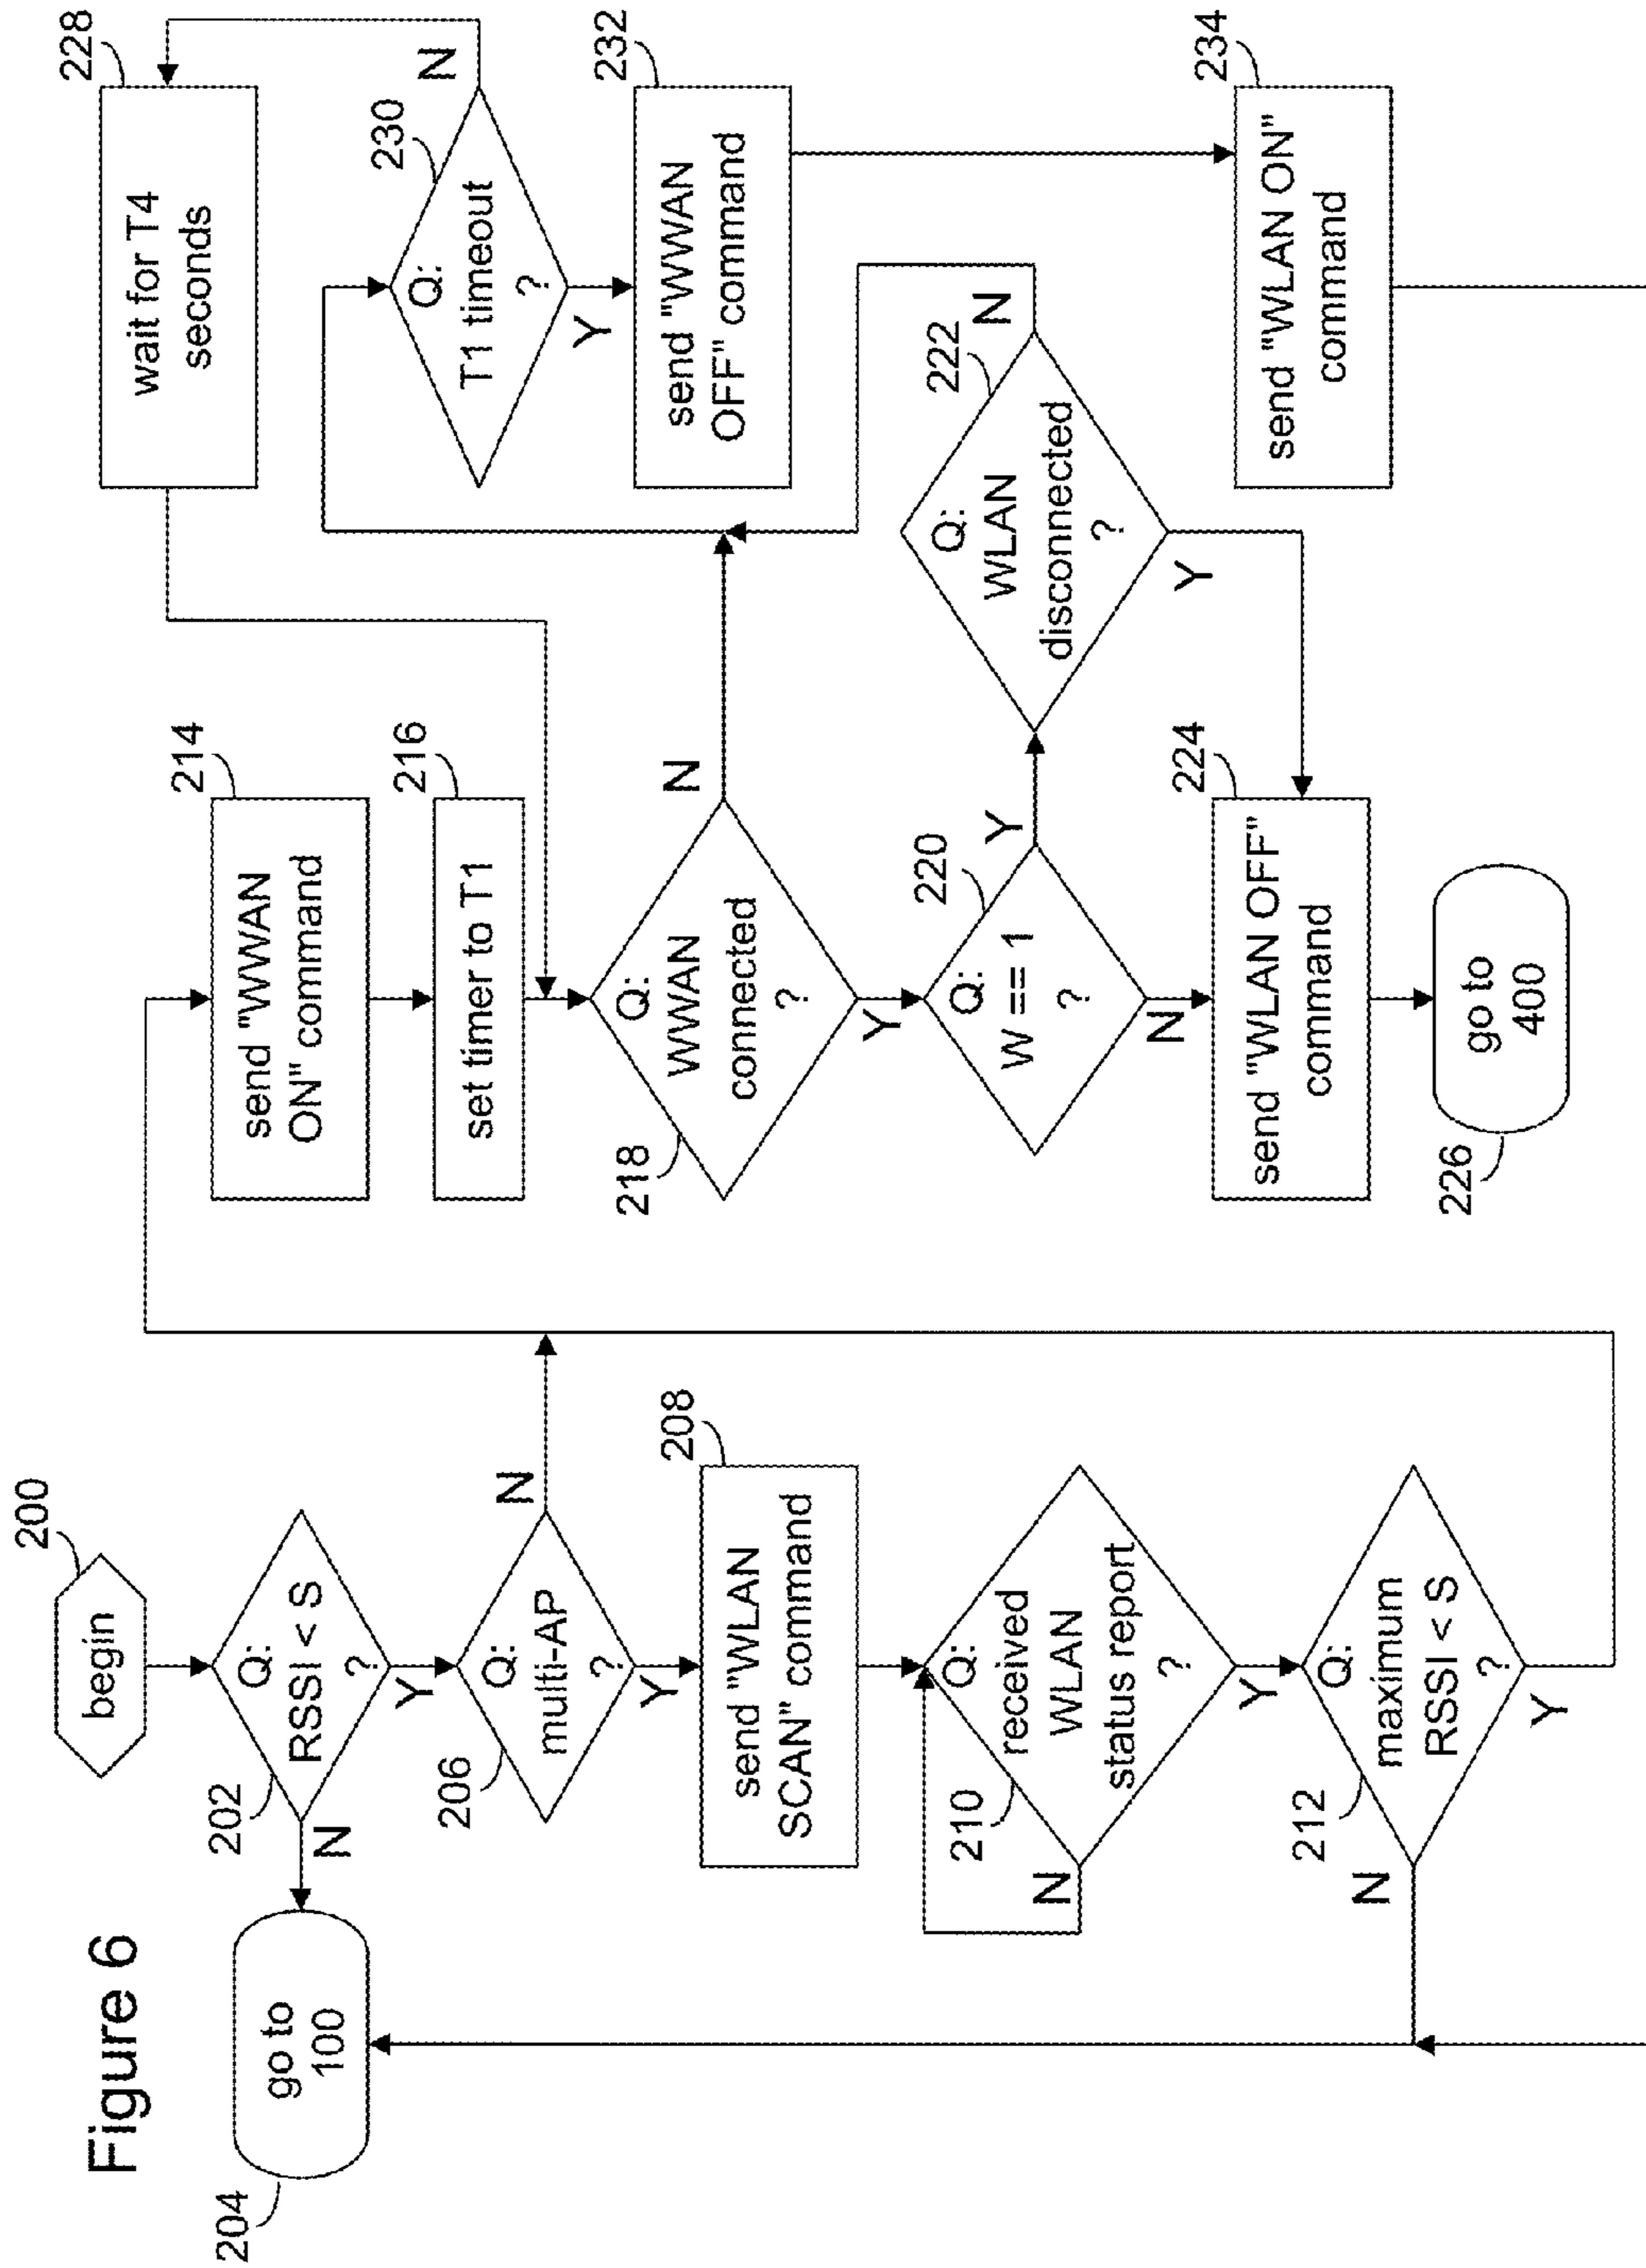 Figure 6
200
begin
202
Q:
RSSI < S
?
N
Y
204
go to
100
206
Q:
multi-AP
?
N
Y
208
send "WLAN
SCAN" command
210
Q:
received
WLAN
status report
?
N
Y
212
Q:
maximum
RSSI < S
?
N
Y
214
send "WWAN
ON" command
216
set timer to T1
218
Q:
WWAN
connected
?
N
Y
220
Q:
W == 1
?
Y
N
222
Q:
WLAN
disconnected
?
N
Y
224
send "WLAN OFF"
command
226
go to
400
228
wait for T4
seconds
230
Q:
T1 timeout
?
N
Y
232
send "WWAN
OFF" command
234
send "WLAN ON"
command